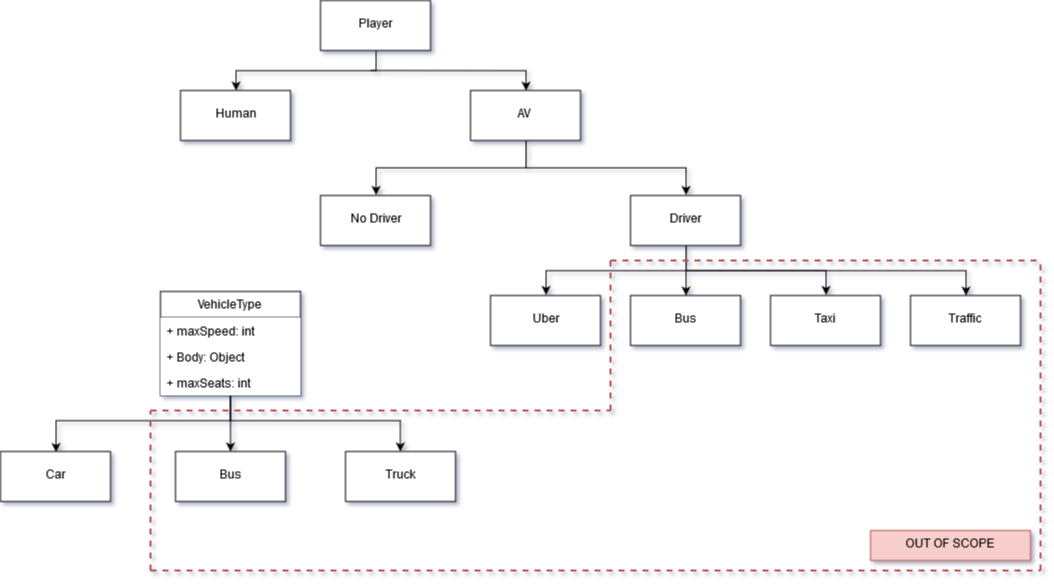 Player
Human
AV
No Driver
Driver
Uber
Bus
Taxi
Traffic
VehicleType
+ maxSpeed: int
+ Body: Object
+ maxSeats: int
Car
Bus
Truck
OUT OF SCOPE